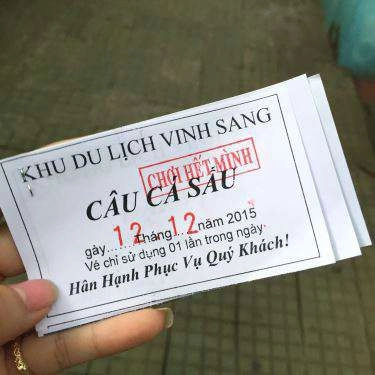 KHU DU LỊCH VINH SANG
CHƠI HẾT MÌNH
CÂU CÁ SẤU
gày......12 Tháng...12 năm 2015
Vé chỉ sử dụng 01 lần trong ngày.
Hân Hạnh Phục Vụ Quý Khách!